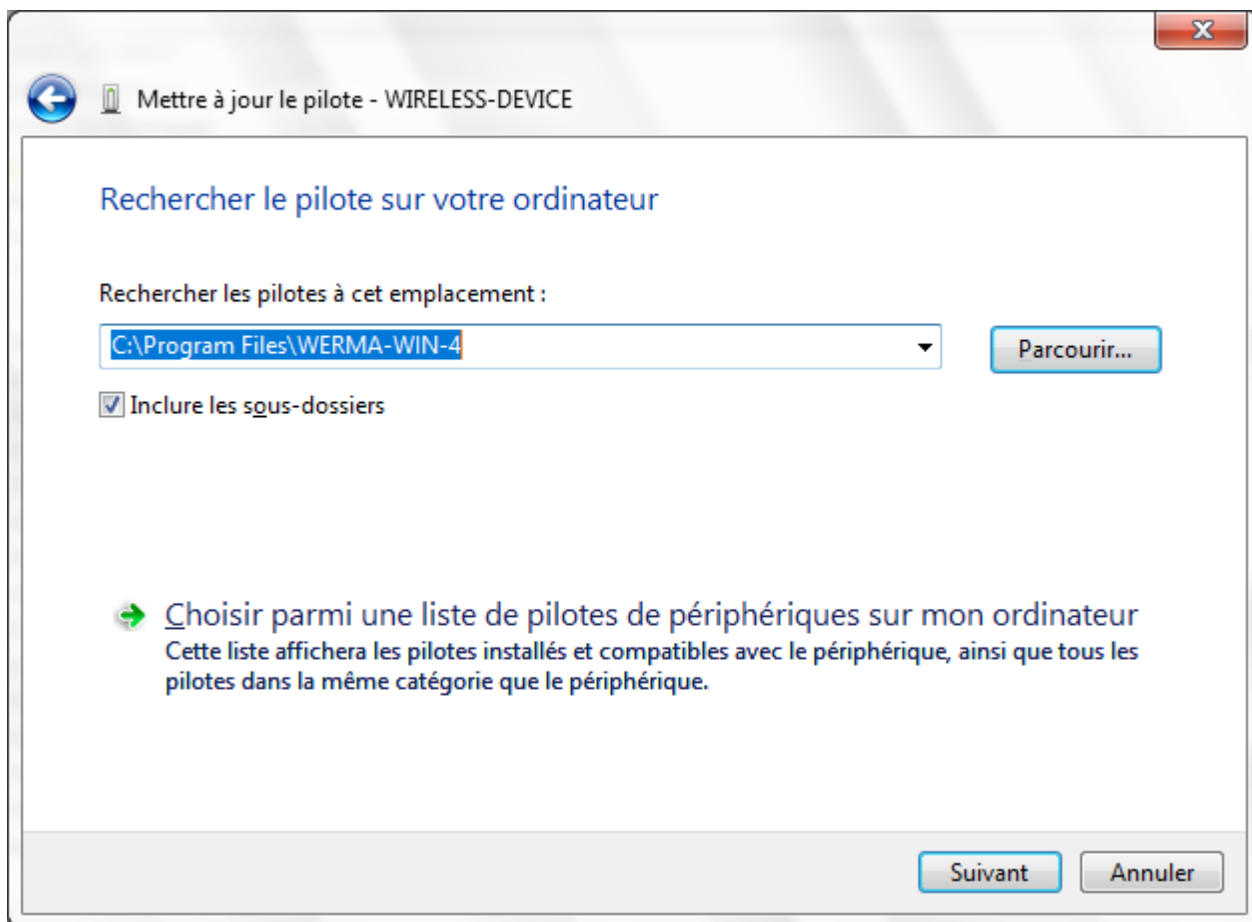 Mettre à jour le pilote - WIRELESS-DEVICE
Rechercher le pilote sur votre ordinateur
Rechercher les pilotes à cet emplacement :
C:\Program Files\WERMA-WIN-4
Parcourir...
Inclure les sous-dossiers
Choisir parmi une liste de pilotes de périphériques sur mon ordinateur
Cette liste affichera les pilotes installés et compatibles avec le périphérique, ainsi que tous les
pilotes dans la même catégorie que le périphérique.
Suivant
Annuler